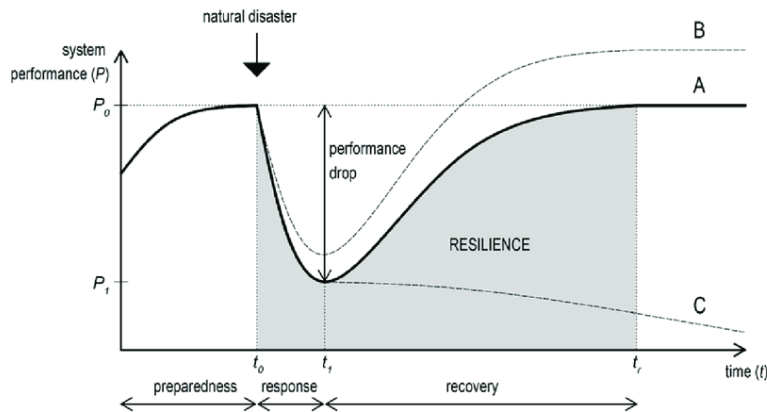 natural disaster
system
performance (P)
B
A
P0
performance
drop
RESILIENCE
P1
C
t0
t1
tr
time (t)
preparedness
response
recovery